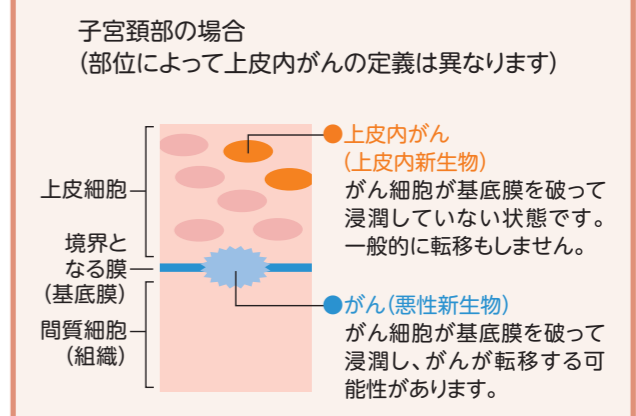 子宮頚部の場合
(部位によって上皮内がんの定義は異なります)
上皮細胞
境界と
なる膜
(基底膜)
間質細胞
(組織)
●上皮内がん
(上皮内新生物)
がん細胞が基底膜を破って
浸潤していない状態です。
一般的に転移もしません。
●がん(悪性新生物)
がん細胞が基底膜を破って
浸潤し、がんが転移する可
能性があります。